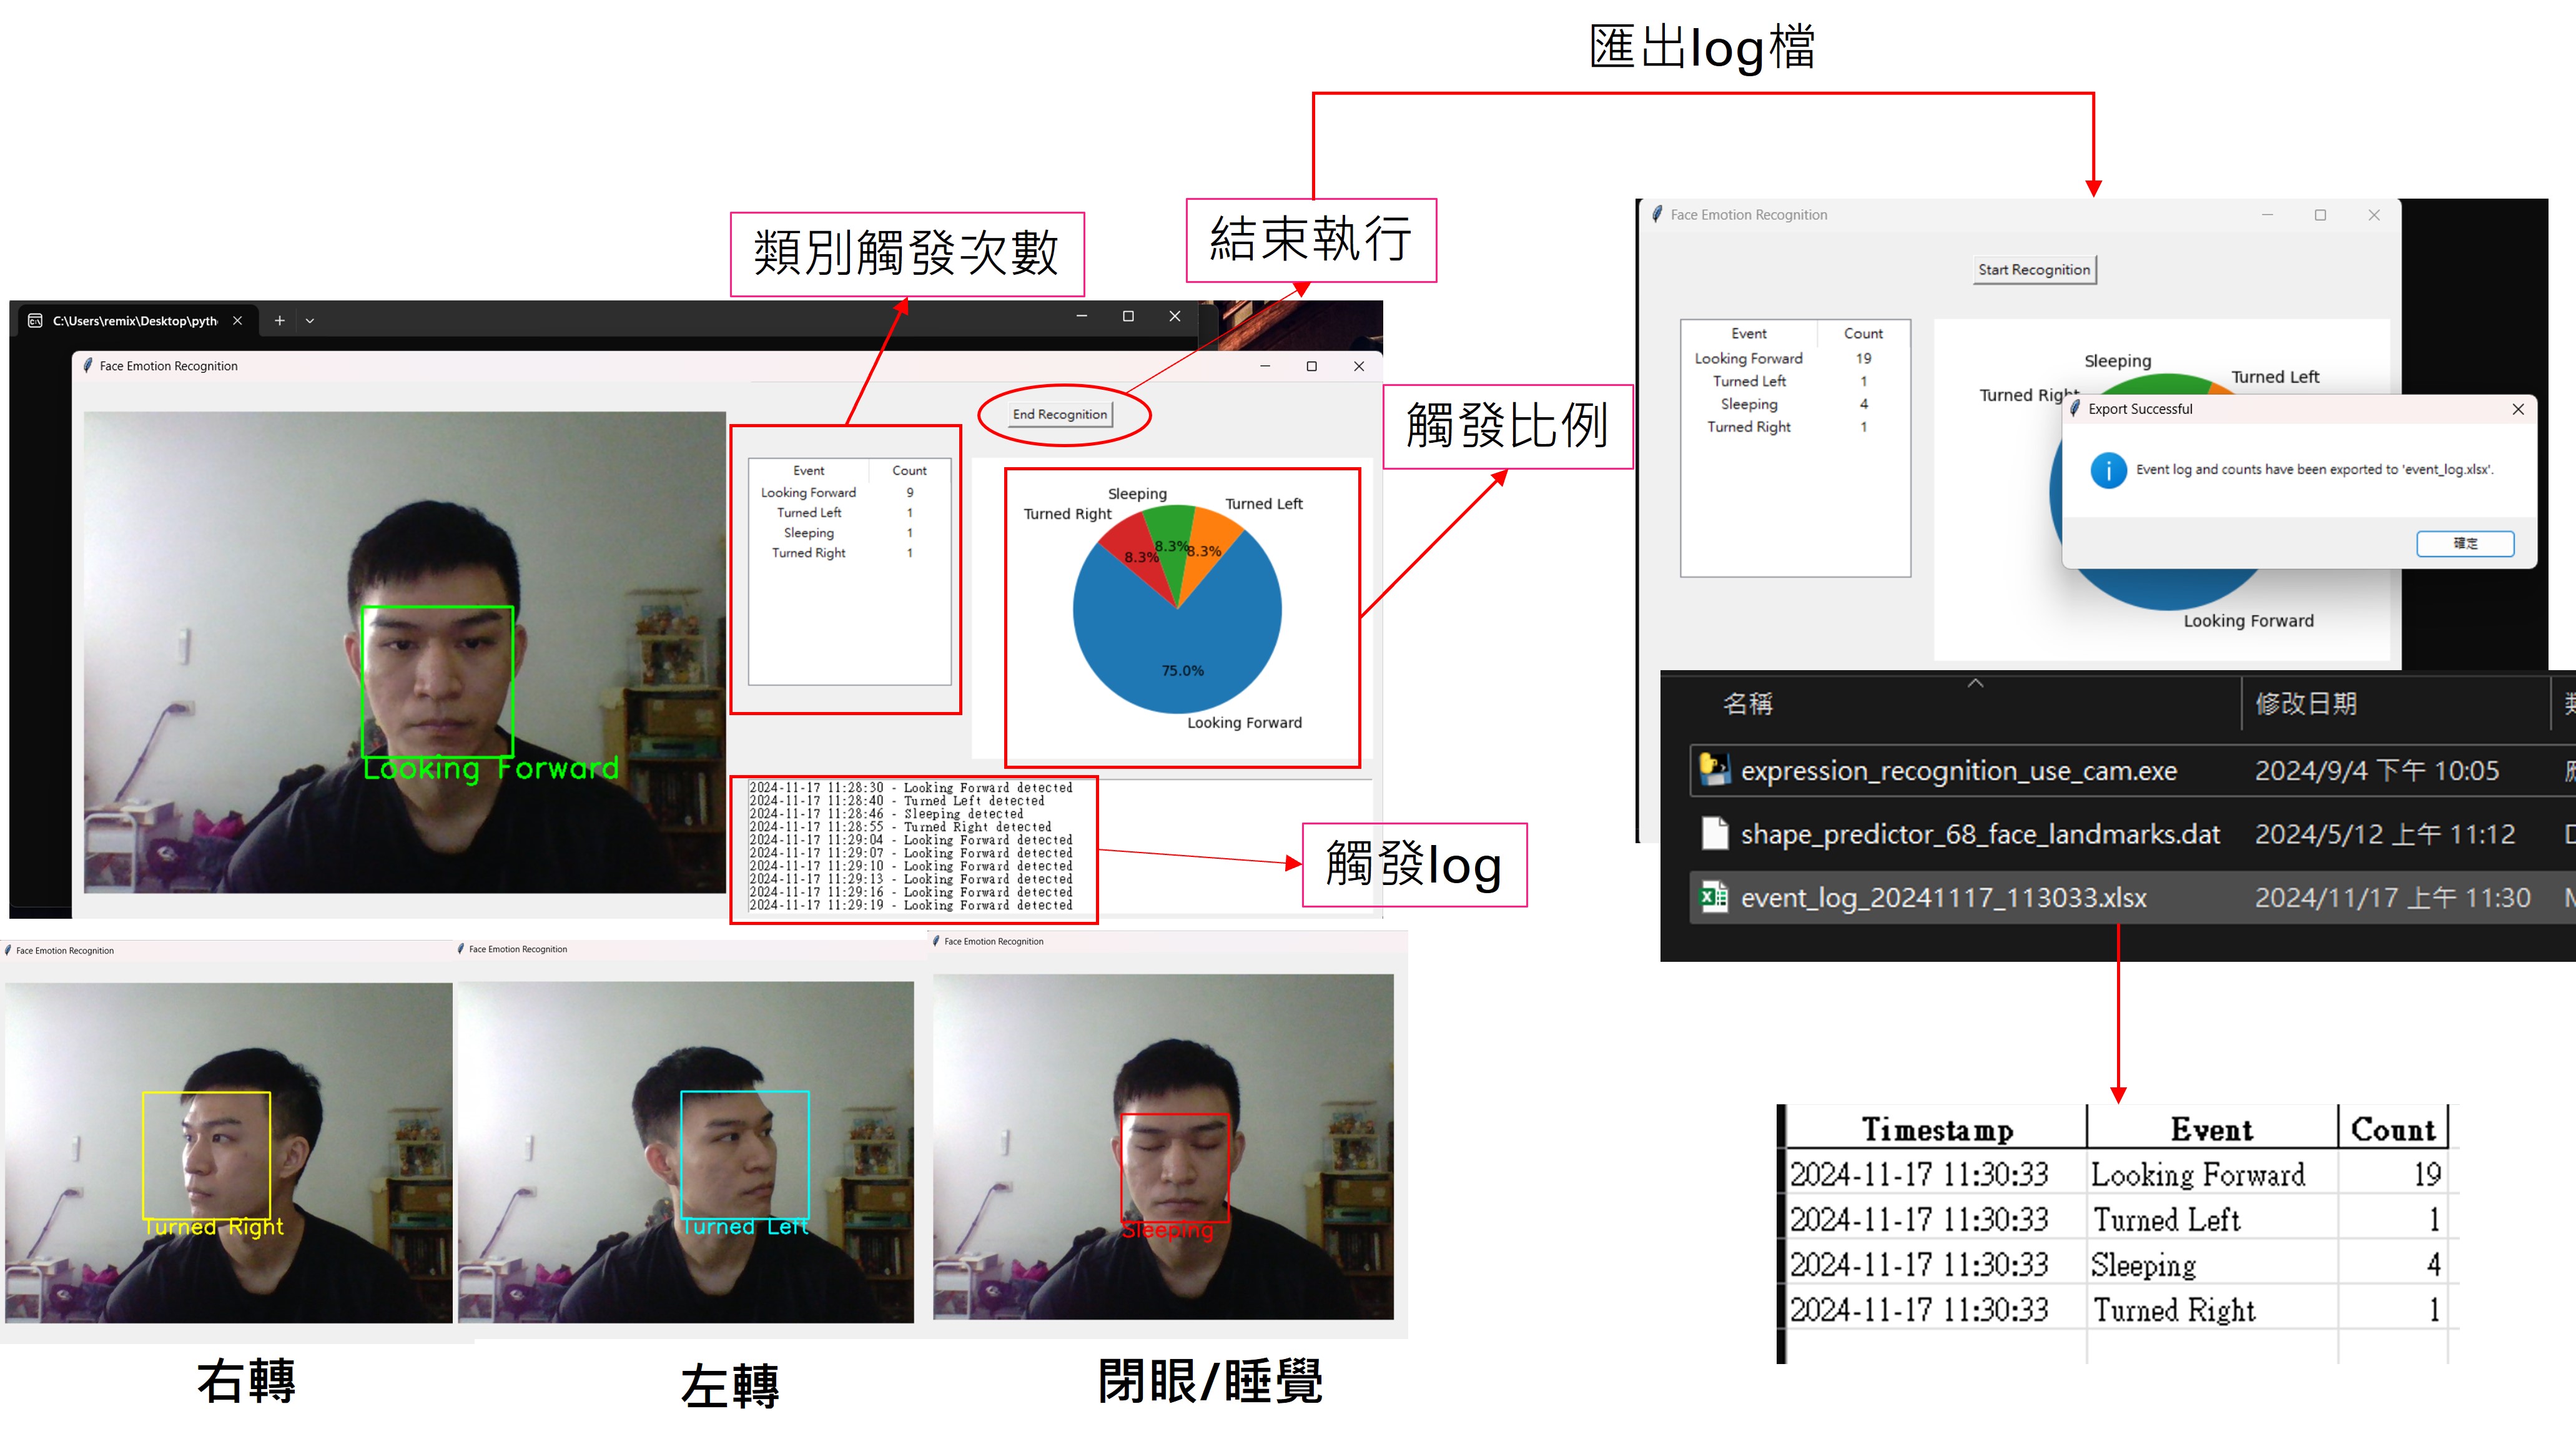 匯出log檔
類別觸發次數
結束執行
觸發比例
C:\Users\remix\Desktop\pyth
Face Emotion Recognition
End Recognition
Event Count
Looking Forward 9
Turned Left 1
Sleeping 1
Turned Right 1
Sleeping
Turned Left
Turned Right
8.3%
8.3%
8.3%
75.0%
Looking Forward
Looking Forward
2024-11-17 11:28:30 - Looking Forward detected
2024-11-17 11:28:40 - Turned Left detected
2024-11-17 11:28:46 - Sleeping detected
2024-11-17 11:28:55 - Turned Right detected
2024-11-17 11:29:04 - Looking Forward detected
2024-11-17 11:29:07 - Looking Forward detected
2024-11-17 11:29:10 - Looking Forward detected
2024-11-17 11:29:13 - Looking Forward detected
2024-11-17 11:29:16 - Looking Forward detected
2024-11-17 11:29:19 - Looking Forward detected
觸發log
Face Emotion Recognition
Start Recognition
Event Count
Looking Forward 19
Turned Left 1
Sleeping 4
Turned Right 1
Sleeping
Turned Left
Turned Right
Looking Forward
Export Successful
Event log and counts have been exported to 'event_log.xlsx'.
確定
名稱 修改日期
expression_recognition_use_cam.exe 2024/9/4 下午 10:05
shape_predictor_68_face_landmarks.dat 2024/5/12 上午 11:12
event_log_20241117_113033.xlsx 2024/11/17 上午 11:30
Face Emotion Recognition
Turned Right
右轉
Face Emotion Recognition
Turned Left
左轉
Face Emotion Recognition
Sleeping
閉眼/睡覺
Timestamp Event Count
2024-11-17 11:30:33 Looking Forward 19
2024-11-17 11:30:33 Turned Left 1
2024-11-17 11:30:33 Sleeping 4
2024-11-17 11:30:33 Turned Right 1